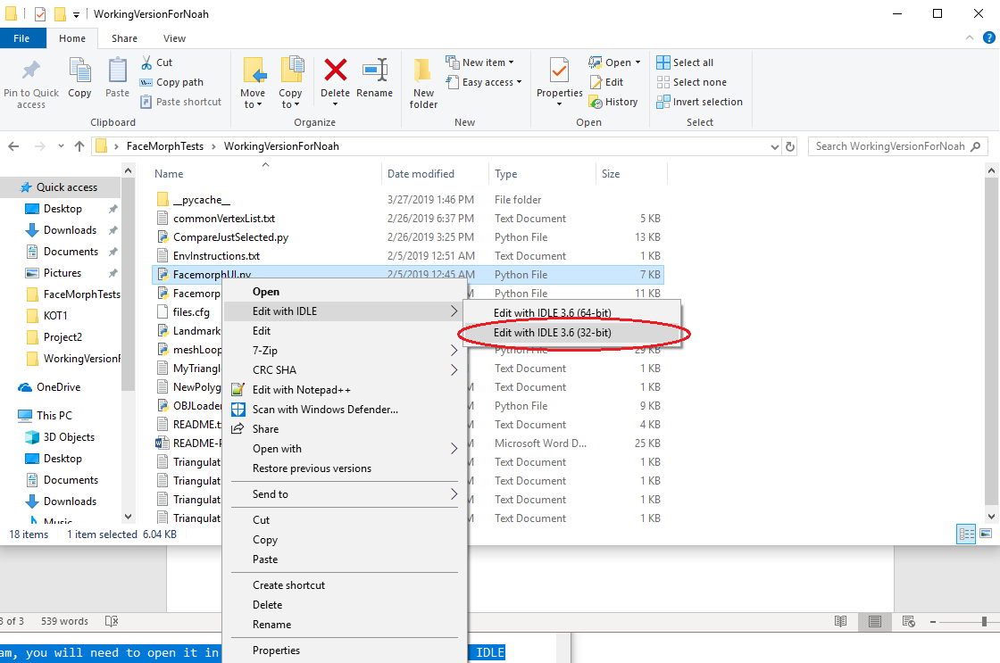 WorkingVersionForNoah
File Home Share View
Pin to Quick access
Copy
Paste
Cut
Copy path
Paste shortcut
Clipboard
Move to
Copy to
Delete
Rename
Organize
New folder
New item
Easy access
New
Properties
Open
Edit
History
Open
Select all
Select none
Invert selection
Select
FaceMorphTests > WorkingVersionForNoah
Search WorkingVersionForNoah
Quick access
Desktop
Downloads
Documents
Pictures
FaceMorphTests
KOT1
Project2
WorkingVersionF
OneDrive
This PC
3D Objects
Desktop
Documents
Downloads
Music
Name Date modified Type Size
__pycache__ 3/27/2019 1:46 PM File folder
commonVertexList.txt 2/26/2019 6:37 PM Text Document 5 KB
CompareJustSelected.py 2/26/2019 3:25 PM Python File 13 KB
EnvInstructions.txt 2/5/2019 12:51 AM Text Document 1 KB
FacemorphUI.py 2/5/2019 12:45 AM Python File 7 KB
Facemorp Python File 11 KB
files.cfg
Landmark
meshLoop Python File 29 KB
MyTriangl Text Document 1 KB
NewPolyg M Text Document 1 KB
OBJLoader M Python File 9 KB
README.t M Text Document 4 KB
README-F M Microsoft Word D... 25 KB
Triangulat M Text Document 1 KB
Triangulat M Text Document 1 KB
Triangulat M Text Document 1 KB
Triangulat M Text Document 1 KB
Open
Edit with IDLE
Edit
7-Zip
CRC SHA
Edit with Notepad++
Scan with Windows Defender...
Share
Open with
Restore previous versions
Send to
Cut
Copy
Paste
Create shortcut
Delete
Rename
Properties
Edit with IDLE 3.6 (64-bit)
Edit with IDLE 3.6 (32-bit)
18 items 1 item selected 6.04 KB
3 of 3 539 words
am, you will need to open it in IDLE